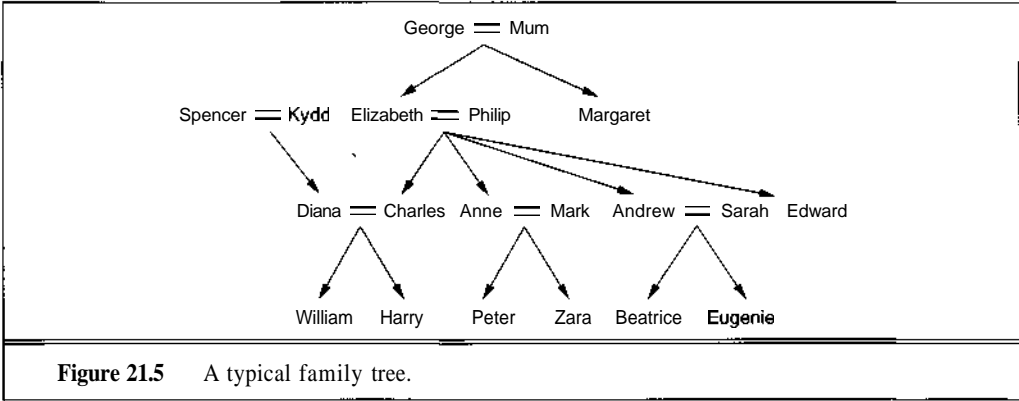 George = Mum
Spencer = Kydd Elizabeth = Philip Margaret
Diana = Charles Anne = Mark Andrew = Sarah Edward
William Harry Peter Zara Beatrice Eugenie
Figure 21.5 A typical family tree.